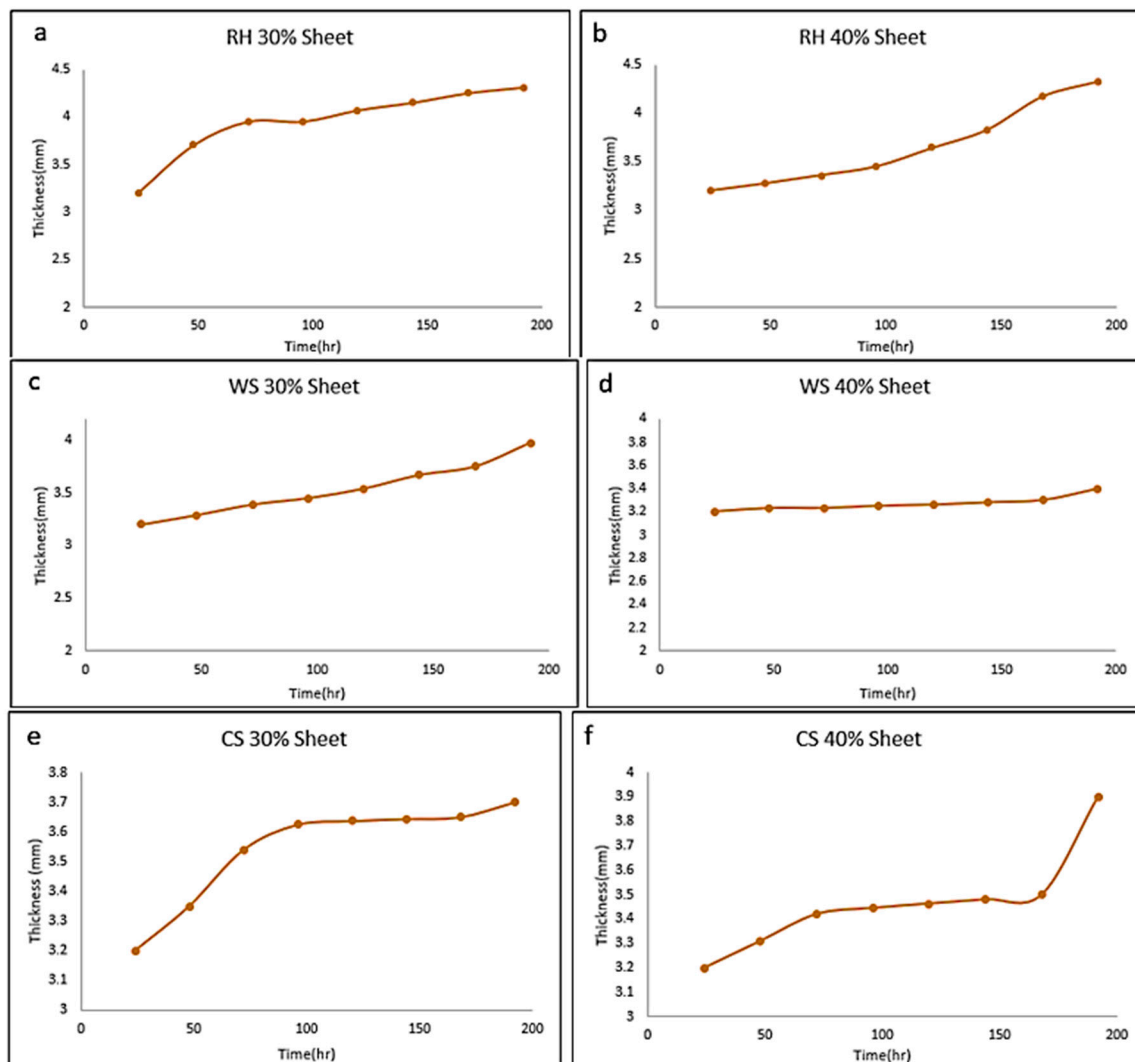 a
RH 30% Sheet
4.5
4
3.5
3
2.5
2
Thickness(mm)
0 50 100 150 200
Time(hr)
b
RH 40% Sheet
4.5
4
3.5
3
2.5
2
Thickness(mm)
0 50 100 150 200
Time(hr)
c
WS 30% Sheet
4
3.5
3
2.5
2
Thickness(mm)
0 50 100 150 200
Time(hr)
d
WS 40% Sheet
4
3.8
3.6
3.4
3.2
3
2.8
2.6
2.4
2.2
2
Thickness(mm)
0 50 100 150 200
Time(hr)
e
CS 30% Sheet
3.8
3.7
3.6
3.5
3.4
3.3
3.2
3.1
3
Thickness (mm)
0 50 100 150 200
Time(hr)
f
CS 40% Sheet
4
3.9
3.8
3.7
3.6
3.5
3.4
3.3
3.2
3.1
3
Thickness(mm)
0 50 100 150 200
Time(hr)